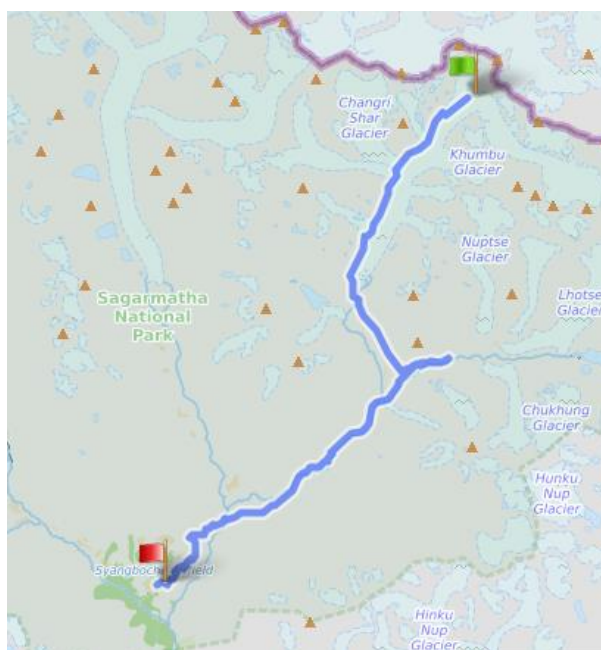 Changri
Shar
Glacier
Khumbu
Glacier
Nuptse
Glacier
Sagarmatha
National
Park
Lhotse
Glacier
Chukhung
Glacier
Hunku
Nup
Glacier
Hinku
Nup
Glacier